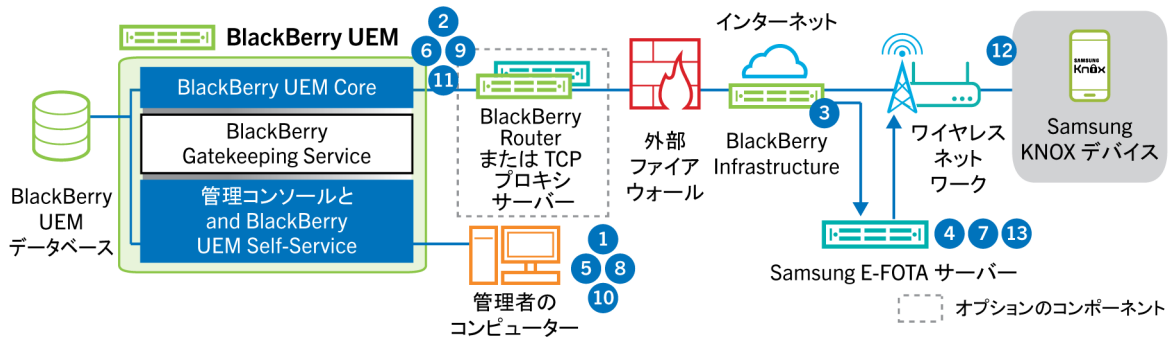 BlackBerry UEM
2
6
9
11
BlackBerry UEM Core
BlackBerry
Gatekeeping Service
管理コンソールと
and BlackBerry
UEM Self-Service
BlackBerry
UEM
データベース
BlackBerry
Router
または TCP
プロキシ
サーバー
1
5
8
10
管理者の
コンピューター
外部
ファイア
ウォール
インターネット
3
BlackBerry
Infrastructure
ワイヤレス
ネット
ワーク
12
SAMSUNG
Knox
Samsung
KNOX デバイス
4
7
13
Samsung E-FOTA サーバー
オプションのコンポーネント